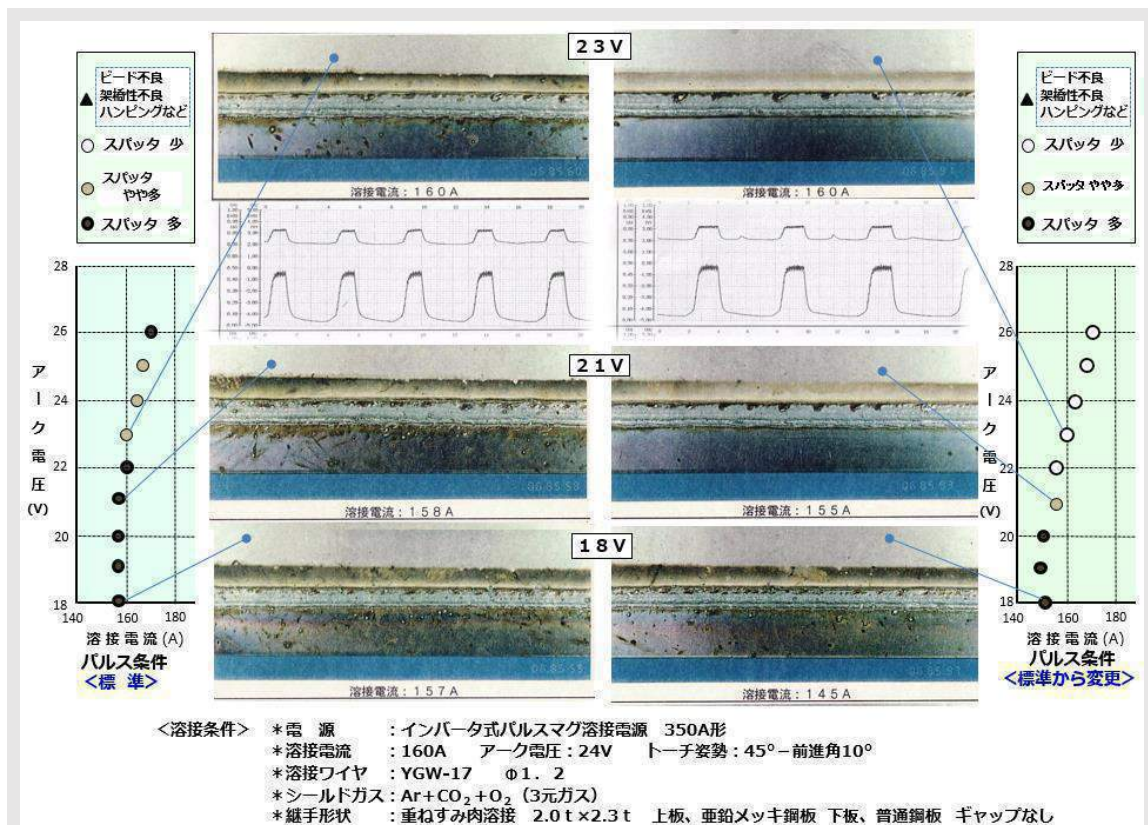 ビード不良
架橋性不良
ハンピングなど
スパッタ 少
スパッタ
やや多
スパッタ 多
28
26
24
22
20
18
140
160
180
アーク電圧(V)
溶接電流(A)
パルス条件
<標 準>
23V
溶接電流:160A
溶接電流:160A
21V
溶接電流:158A
溶接電流:155A
18V
溶接電流:157A
溶接電流:145A
ビード不良
架橋性不良
ハンピングなど
スパッタ 少
スパッタ やや多
スパッタ 多
28
26
24
22
20
18
140
160
180
アーク電圧(V)
溶接電流(A)
パルス条件
<標準から変更>
<溶接条件> *電 源 :インバータ式パルスマグ溶接電源 350A形
*溶接電流 :160A アーク電圧:24V トーチ姿勢:45°-前進角10°
*溶接ワイヤ :YGW-17 Φ1.2
*シールドガス:Ar+CO₂+O₂(3元ガス)
*継手形状 :重ねすみ肉溶接 2.0t×2.3t 上板、亜鉛メッキ鋼板 下板、普通鋼板 ギャップなし